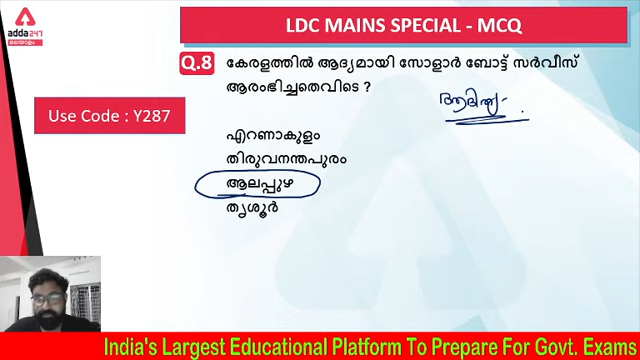 adda247
മലയാളം
LDC MAINS SPECIAL - MCQ
Q.8 കേരളത്തിൽ ആദ്യമായി സോളാർ ബോട്ട് സർവീസ്
ആരംഭിച്ചതെവിടെ ?
ആദിത്യ -
Use Code : Y287
എറണാകുളം
തിരുവനന്തപുരം
ആലപ്പുഴ
തൃശൂർ
India's Largest Educational Platform To Prepare For Govt. Exams